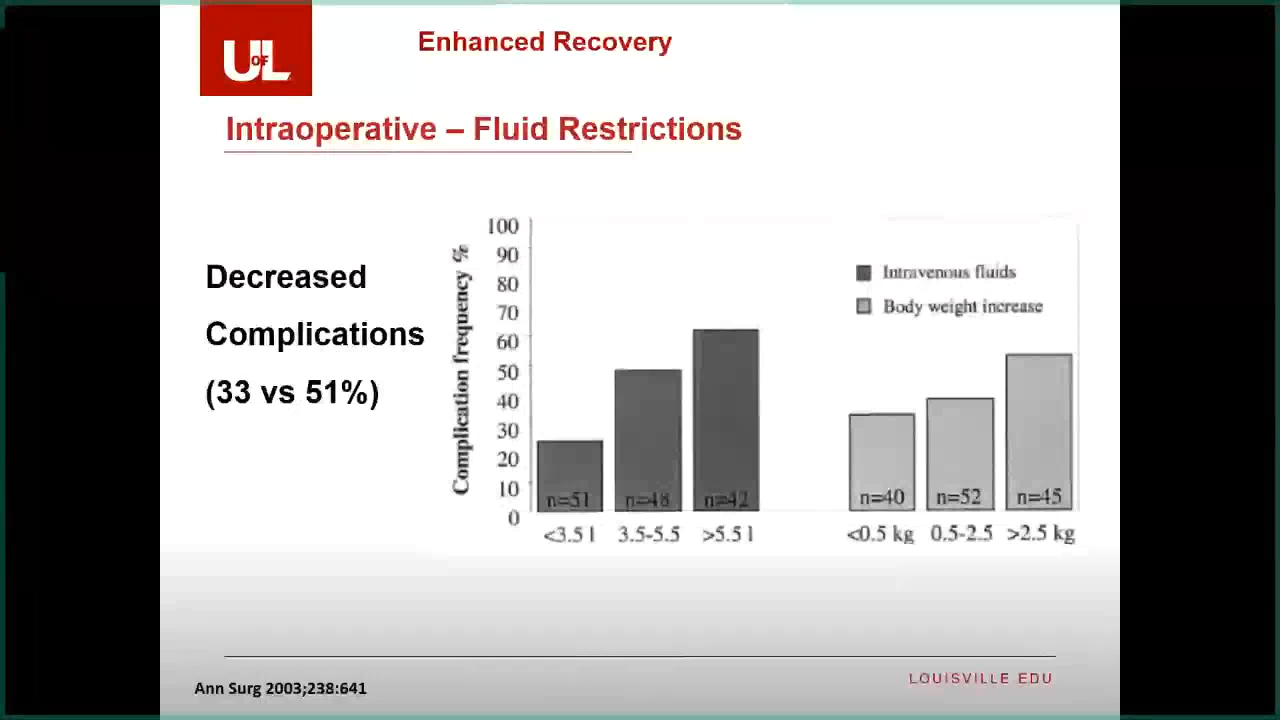 UOFL
Enhanced Recovery
Intraoperative – Fluid Restrictions
Decreased
Complications
(33 vs 51%)
Complication frequency %
100
90
80
70
60
50
40
30
20
10
0
Intravenous fluids
Body weight increase
n=51 n=48 n=42 n=40 n=52 n=45
<3.5 l 3.5-5.5 >5.5 l <0.5 kg 0.5-2.5 >2.5 kg
Ann Surg 2003;238:641
LOUISVILLE EDU